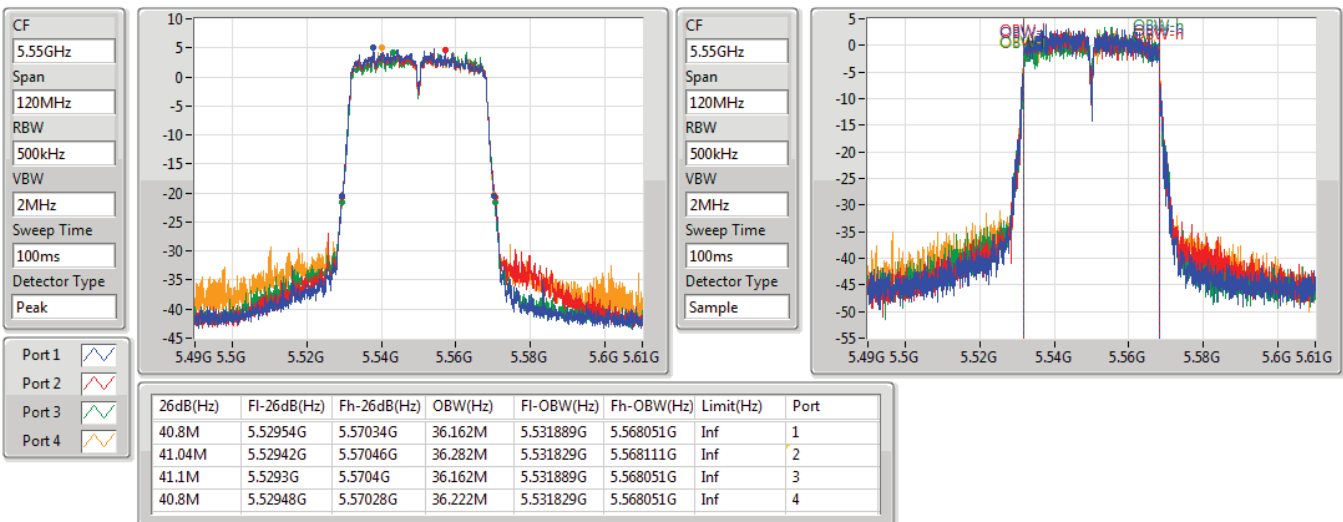 CF
5.55GHz
Span
120MHz
RBW
500kHz
VBW
2MHz
Sweep Time
100ms
Detector Type
Peak
10
5
0
-5
-10
-15
-20
-25
-30
-35
-40
-45
5.49G 5.5G 5.52G 5.54G 5.56G 5.58G 5.6G 5.61G
CF
5.55GHz
Span
120MHz
RBW
500kHz
VBW
2MHz
Sweep Time
100ms
Detector Type
Sample
5
0
-5
-10
-15
-20
-25
-30
-35
-40
-45
-50
-55
OBW-h
5.49G 5.5G 5.52G 5.54G 5.56G 5.58G 5.6G 5.61G
Port 1
Port 2
Port 3
Port 4
26dB(Hz) Fl-26dB(Hz) Fh-26dB(Hz) OBW(Hz) Fl-OBW(Hz) Fh-OBW(Hz) Limit(Hz) Port
40.8M 5.52954G 5.57034G 36.162M 5.531889G 5.568051G Inf 1
41.04M 5.52942G 5.57046G 36.282M 5.531829G 5.568111G Inf 2
41.1M 5.5293G 5.5704G 36.162M 5.531889G 5.568051G Inf 3
40.8M 5.52948G 5.57028G 36.222M 5.531829G 5.568051G Inf 4